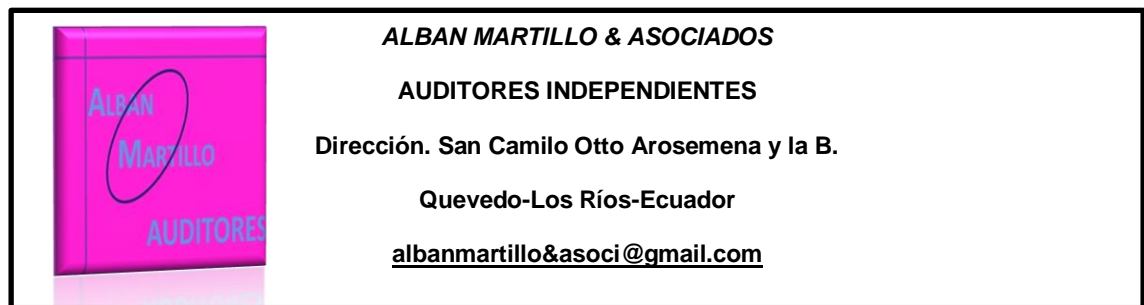 ALBAN
MARTILLO
AUDITORES
ALBAN MARTILLO & ASOCIADOS
AUDITORES INDEPENDIENTES
Dirección. San Camilo Otto Arosemena y la B.
Quevedo-Los Ríos-Ecuador
albanmartillo&asoci@gmail.com